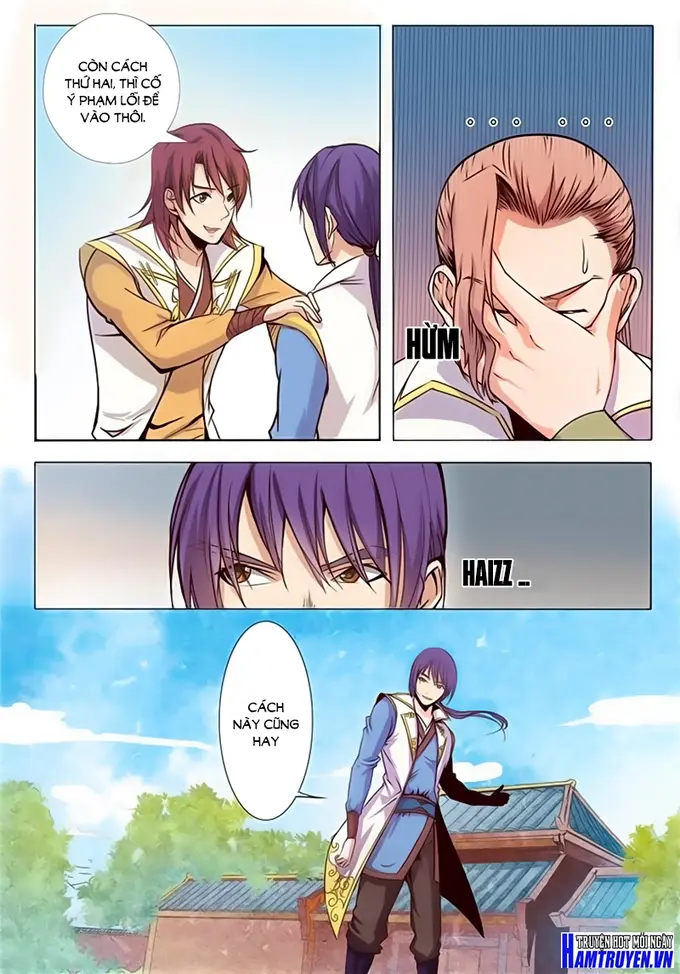 CÒN CÁCH
THỨ HAI, THÌ CỐ
Ý PHẠM LỖI ĐỂ
VÀO THÔI.
HỪM
HAIZZ ...
CÁCH
NÀY CŨNG
HAY
TRUYỆN HOT MỖI NGÀY
HAMTRUYEN.VN